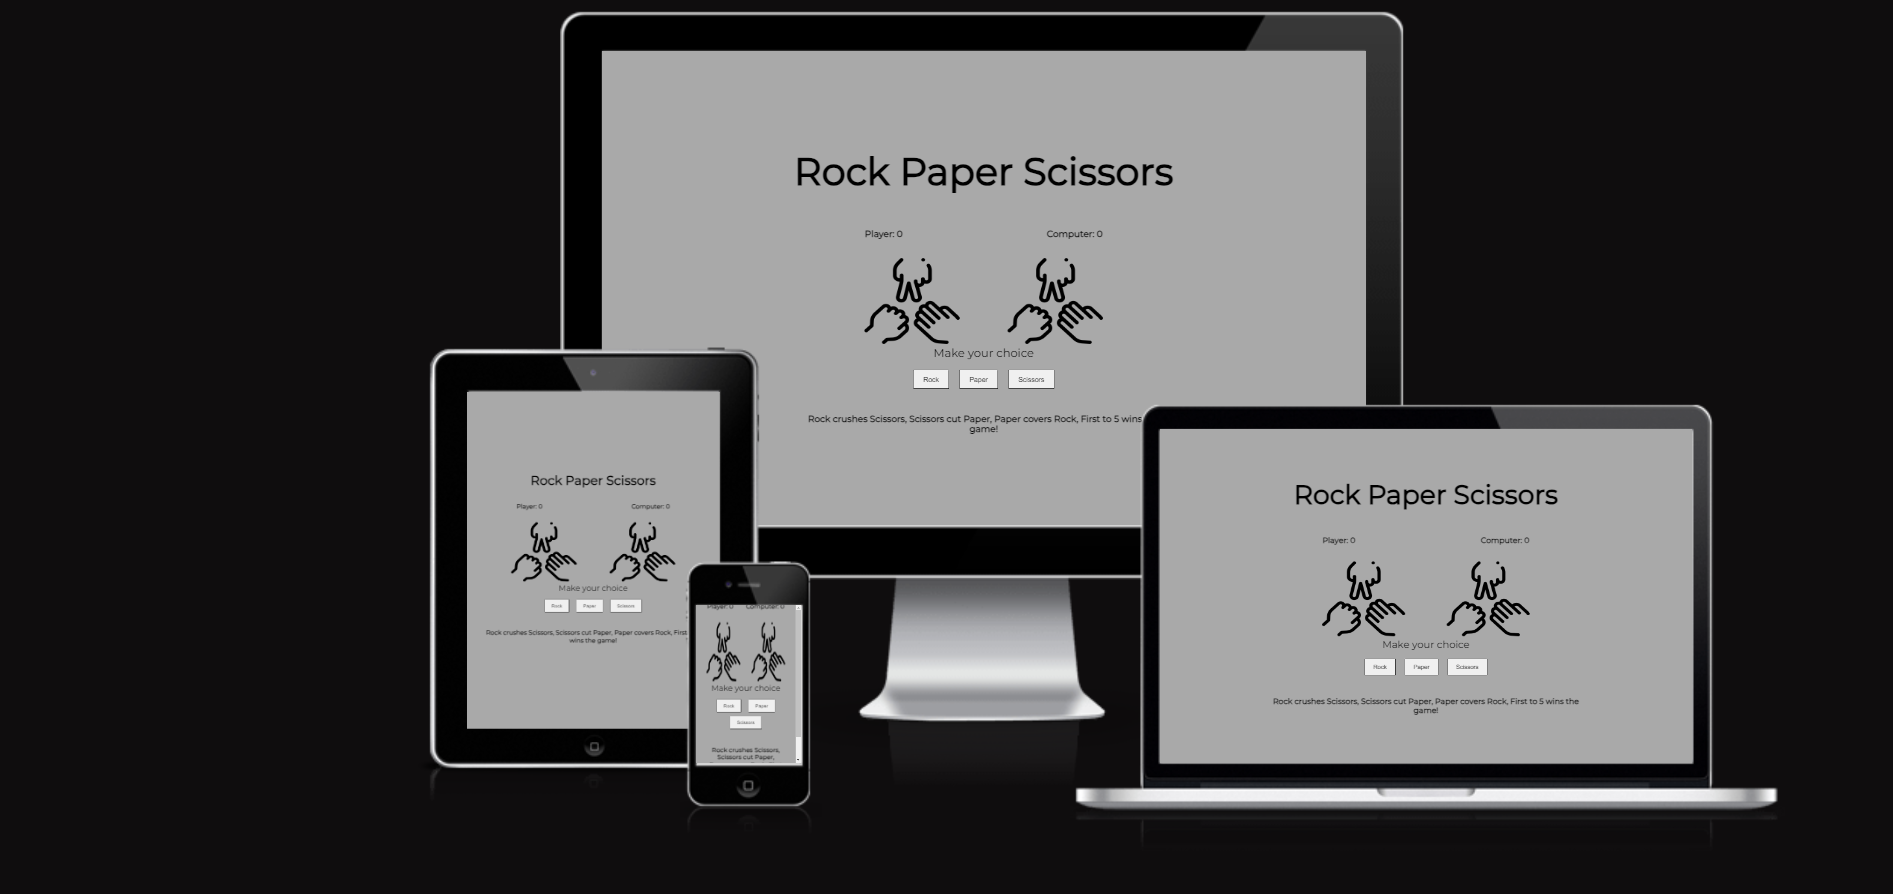 Rock Paper Scissors
Player: 0 Computer: 0
Make your choice
Rock Paper Scissors
Rock crushes Scissors, Scissors cut Paper, Paper covers Rock, First to 5 wins
game!
Rock Paper Scissors
Player: 0 Computer: 0
Make your choice
Rock Paper Scissors
Rock crushes Scissors, Scissors cut Paper, Paper covers Rock, First
wins the game!
Player: 0 Computer: 0
Make your choice
Rock Paper
Scissors
Rock crushes Scissors,
Scissors cut Paper,
Rock Paper Scissors
Player: 0 Computer: 0
Make your choice
Rock Paper Scissors
Rock crushes Scissors, Scissors cut Paper, Paper covers Rock, First to 5 wins the
game!